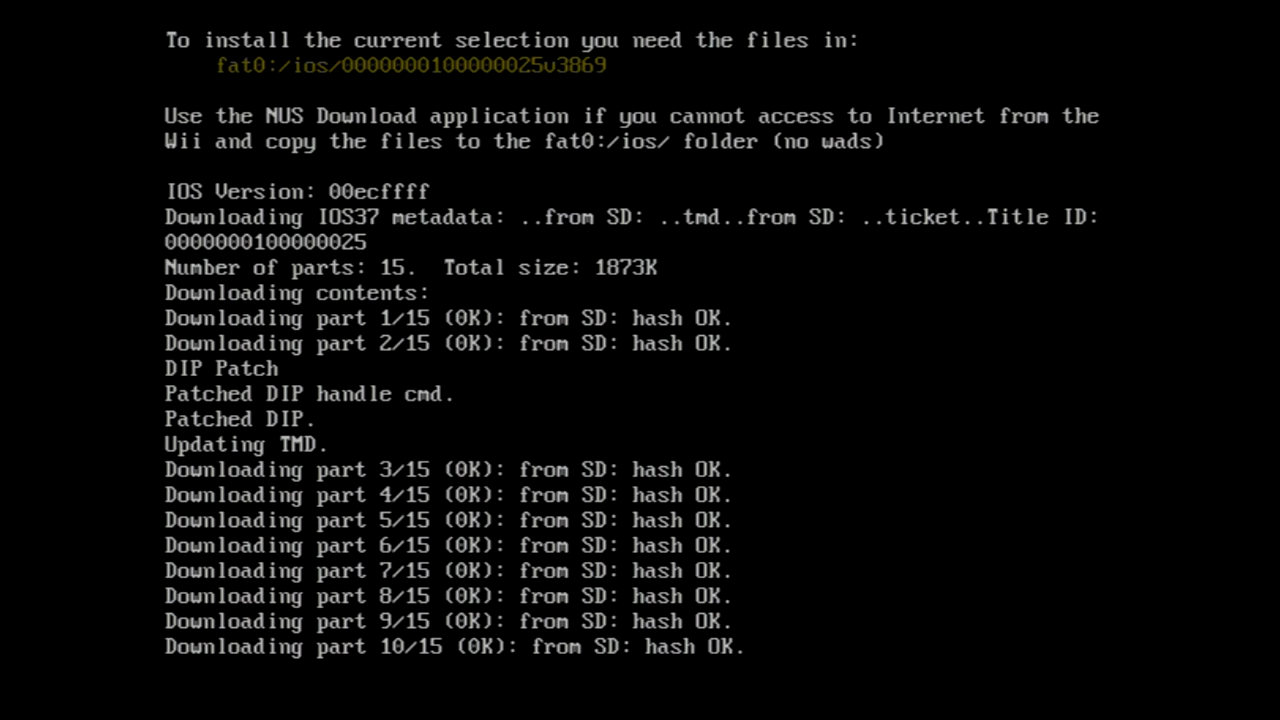 To install the current selection you need the files in:
fat0:/ios/0000000100000025v3869
Use the NUS Download application if you cannot access to Internet from the
Wii and copy the files to the fat0:/ios/ folder (no wads)
IOS Version: 00ecffff
Downloading IOS37 metadata: ..from SD: ..tmd..from SD: ..ticket..Title ID:
0000000100000025
Number of parts: 15.  Total size: 1873K
Downloading contents:
Downloading part 1/15 (0K): from SD: hash OK.
Downloading part 2/15 (0K): from SD: hash OK.
DIP Patch
Patched DIP handle cmd.
Patched DIP.
Updating TMD.
Downloading part 3/15 (0K): from SD: hash OK.
Downloading part 4/15 (0K): from SD: hash OK.
Downloading part 5/15 (0K): from SD: hash OK.
Downloading part 6/15 (0K): from SD: hash OK.
Downloading part 7/15 (0K): from SD: hash OK.
Downloading part 8/15 (0K): from SD: hash OK.
Downloading part 9/15 (0K): from SD: hash OK.
Downloading part 10/15 (0K): from SD: hash OK.